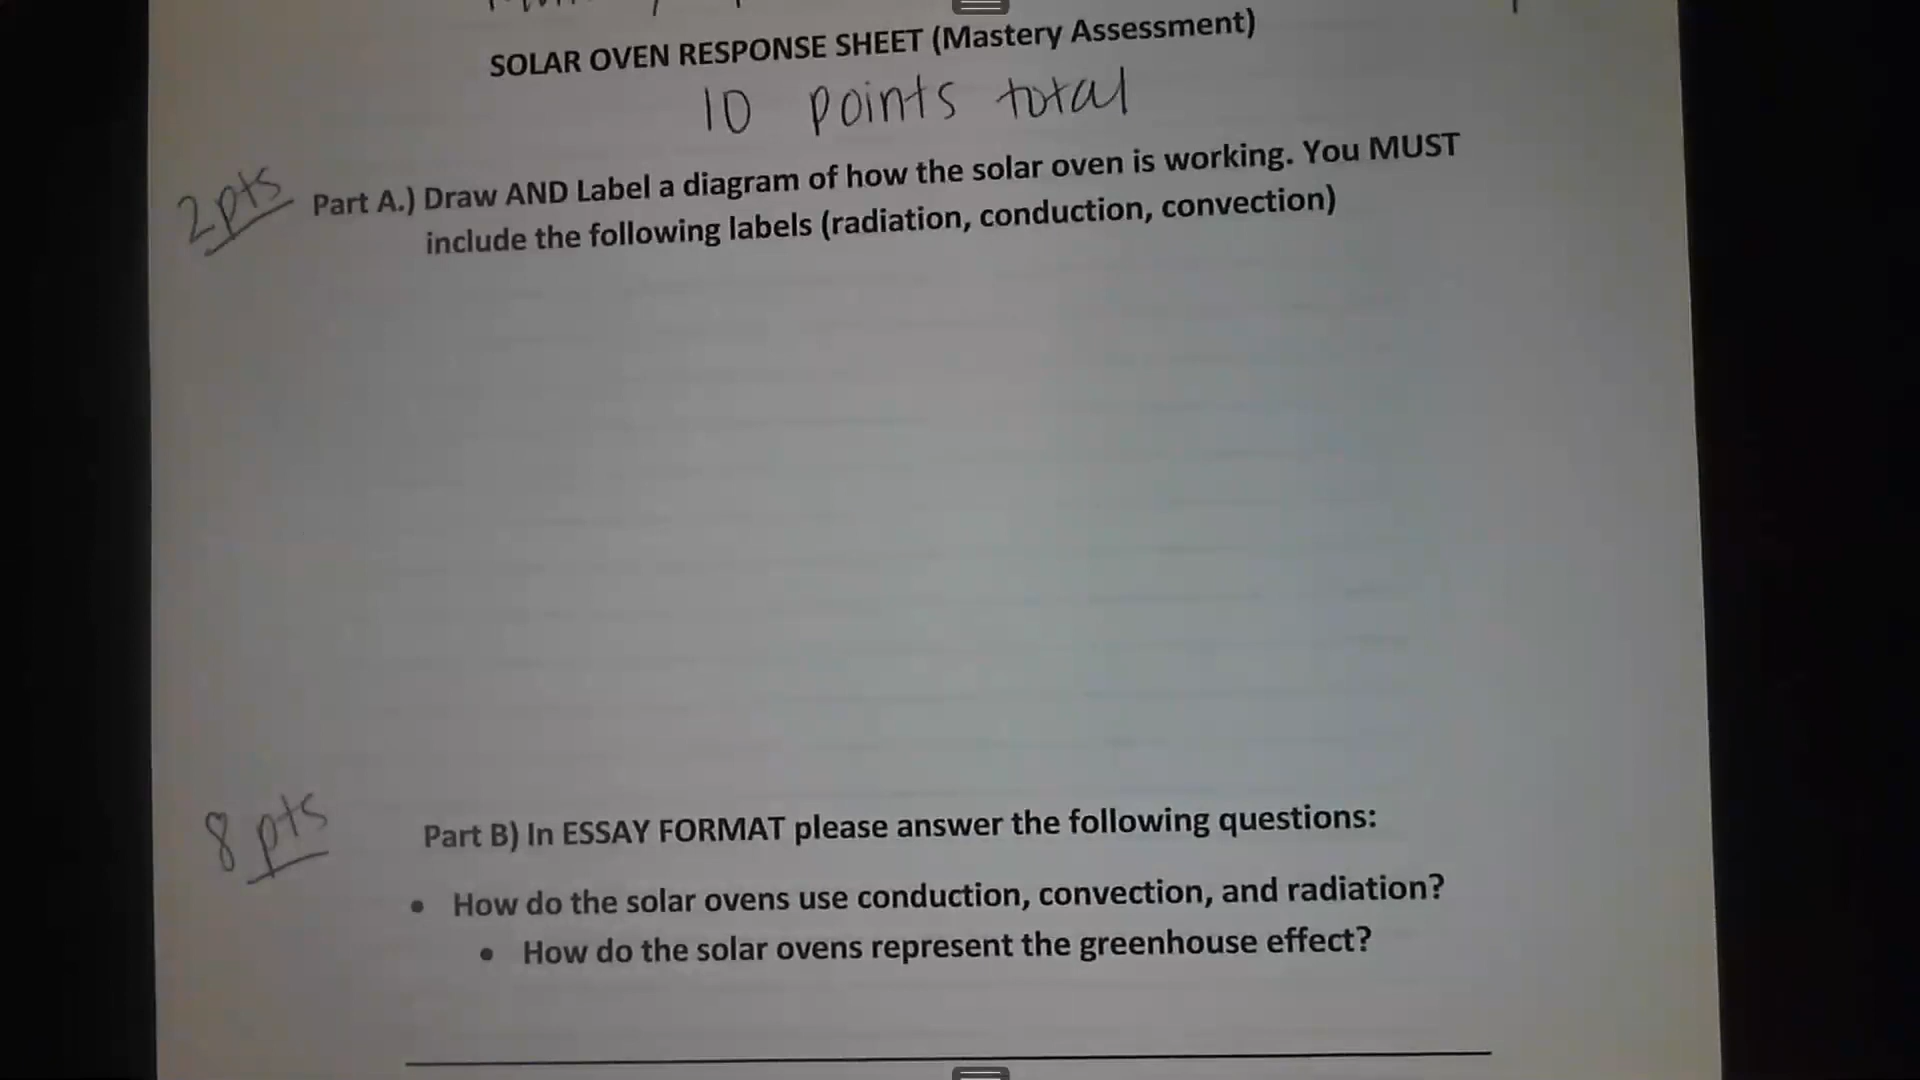 SOLAR OVEN RESPONSE SHEET (Mastery Assessment)
10 points total
2pts
Part A.) Draw AND Label a diagram of how the solar oven is working. You MUST
include the following labels (radiation, conduction, convection)
8 pts
Part B) In ESSAY FORMAT please answer the following questions:
• How do the solar ovens use conduction, convection, and radiation?
• How do the solar ovens represent the greenhouse effect?